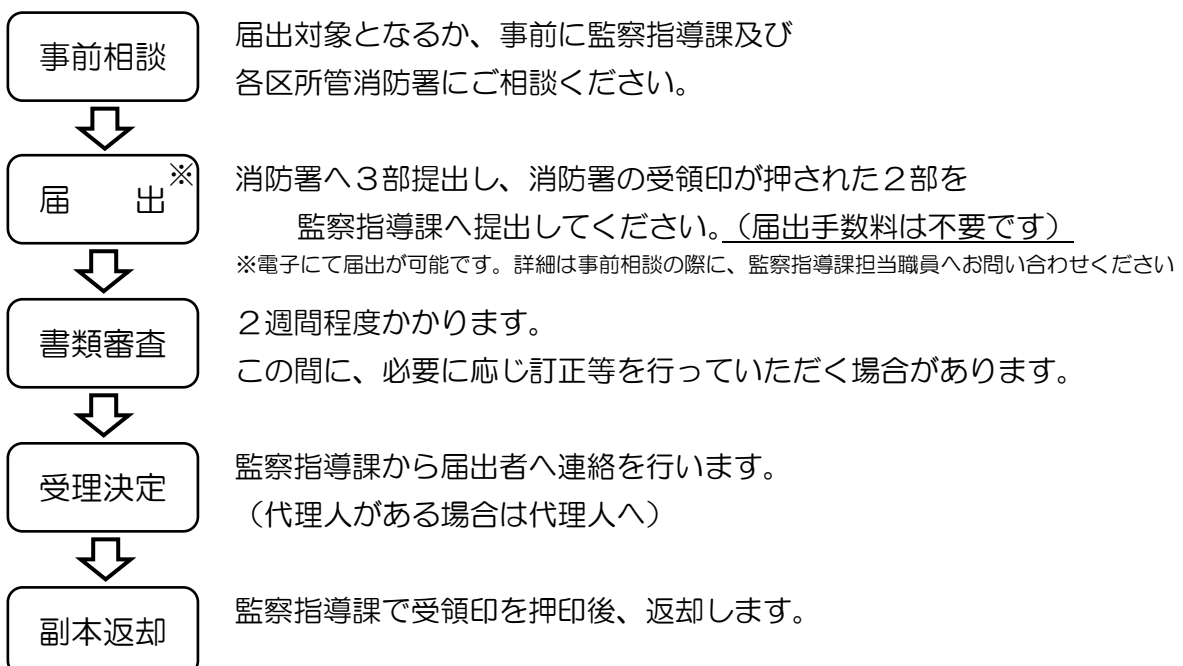 事前相談
届出対象となるか、事前に監察指導課及び
各区所管消防署にご相談ください。
届　出※
消防署へ３部提出し、消防署の受領印が押された２部を
監察指導課へ提出してください。（届出手数料は不要です）
※電子にて届出が可能です。詳細は事前相談の際に、監察指導課担当職員へお問い合わせください
書類審査
２週間程度かかります。
この間に、必要に応じ訂正等を行っていただく場合があります。
受理決定
監察指導課から届出者へ連絡を行います。
（代理人がある場合は代理人へ）
副本返却
監察指導課で受領印を押印後、返却します。